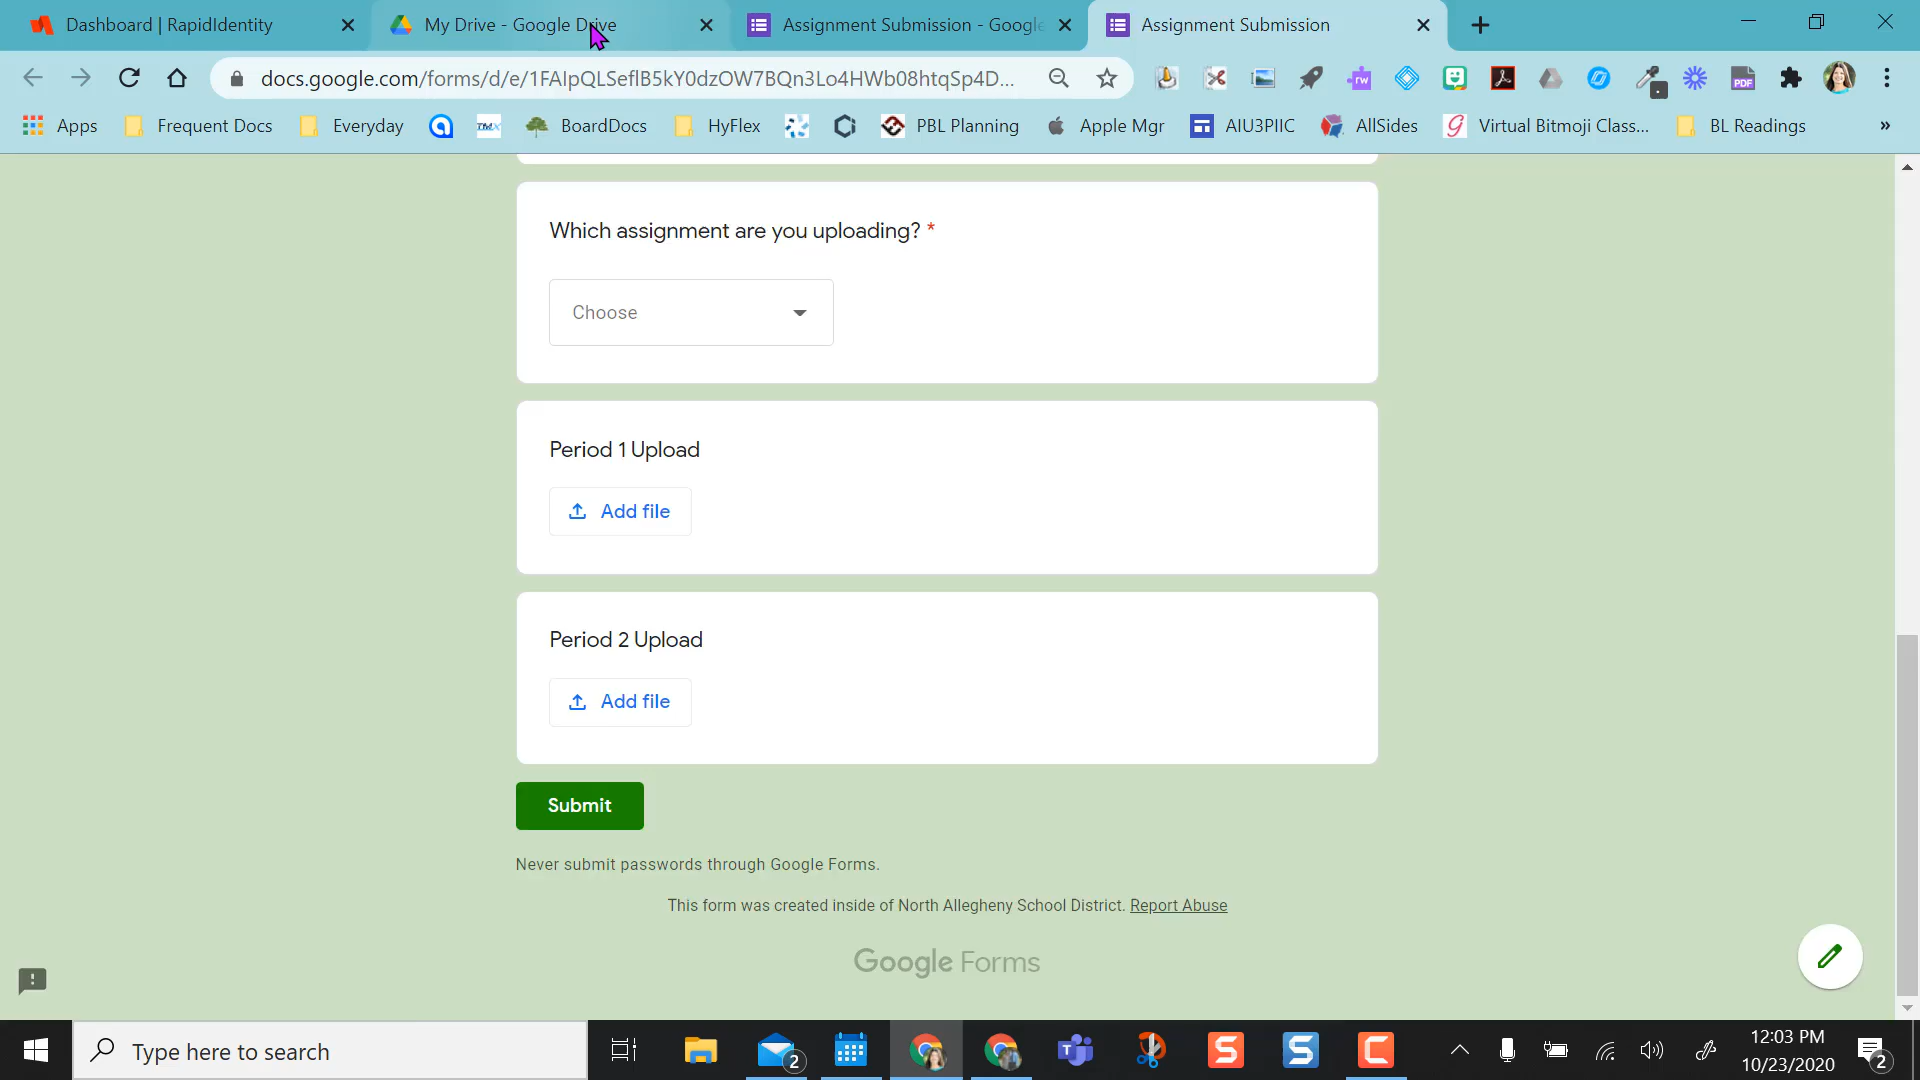 Dashboard | RapidIdentity
My Drive - Google Drive
Assignment Submission - Google
Assignment Submission
docs.google.com/forms/d/e/1FAIpQLSeflB5kY0dzOW7BQn3Lo4HWb08htqSp4D...
Apps
Frequent Docs
Everyday
BoardDocs
HyFlex
PBL Planning
Apple Mgr
AIU3PIIC
AllSides
Virtual Bitmoji Class...
BL Readings
»
Which assignment are you uploading? *
Choose
Period 1 Upload
Add file
Period 2 Upload
Add file
Submit
Never submit passwords through Google Forms.
This form was created inside of North Allegheny School District. Report Abuse
Google Forms
Type here to search
2
12:03 PM
10/23/2020
2